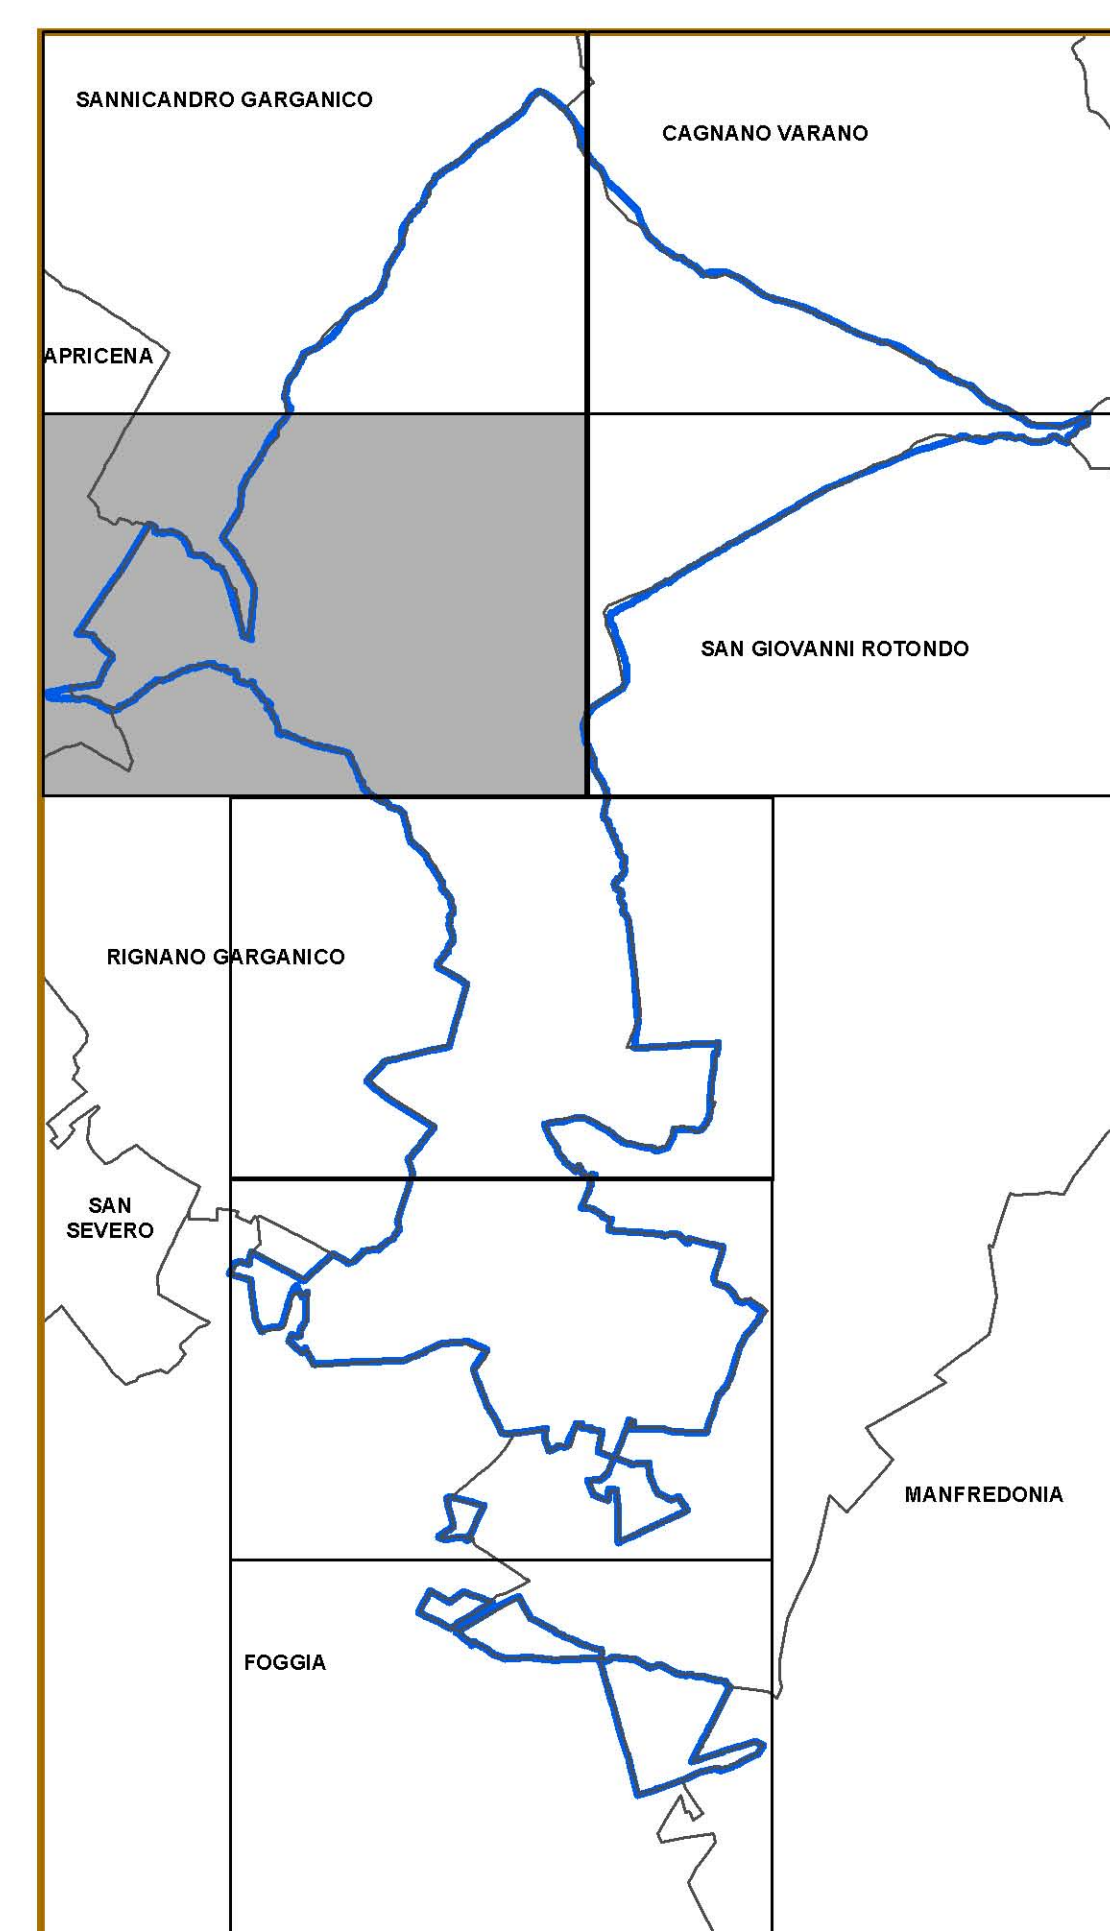 SANNICANDRO GARGANICO
CAGNANO VARANO
APRICENA
SAN GIOVANNI ROTONDO
RIGNANO GARGANICO
SAN
SEVERO
MANFREDONIA
FOGGIA